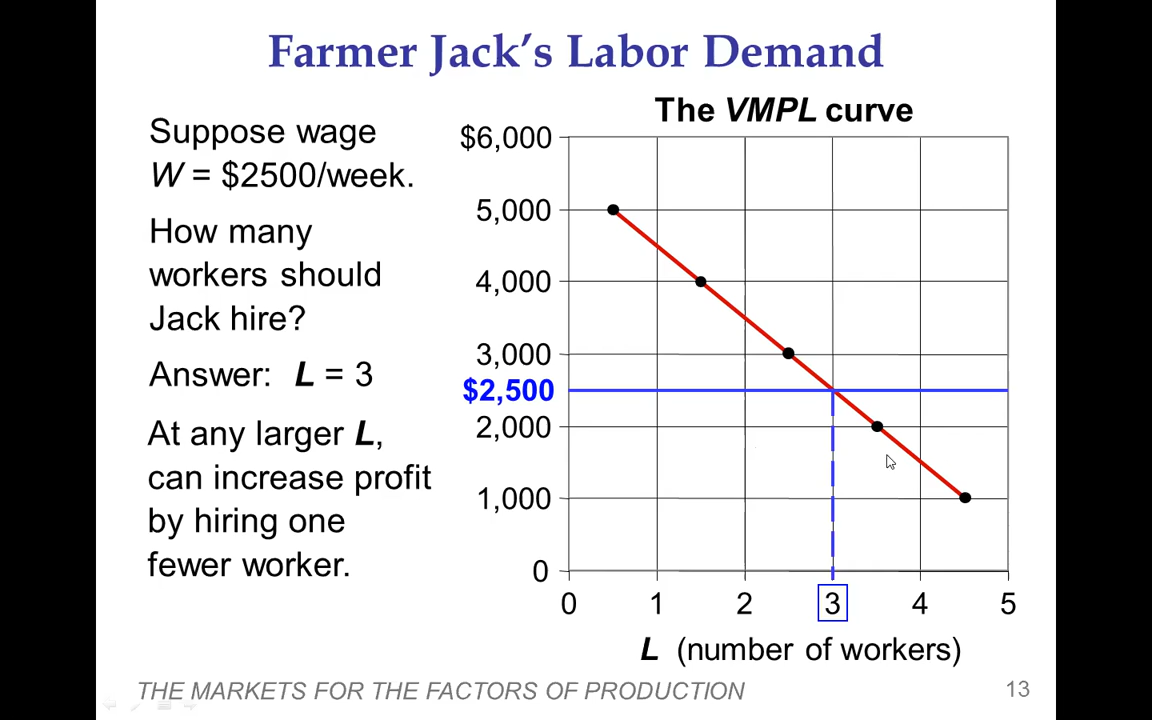 Farmer Jack's Labor Demand
Suppose wage
W = $2500/week.
How many
workers should
Jack hire?
Answer: L = 3
At any larger L,
can increase profit
by hiring one
fewer worker.
The VMPL curve
$6,000
5,000
4,000
3,000
$2,500
2,000
1,000
0
0 1 2 3 4 5
L (number of workers)
THE MARKETS FOR THE FACTORS OF PRODUCTION
13